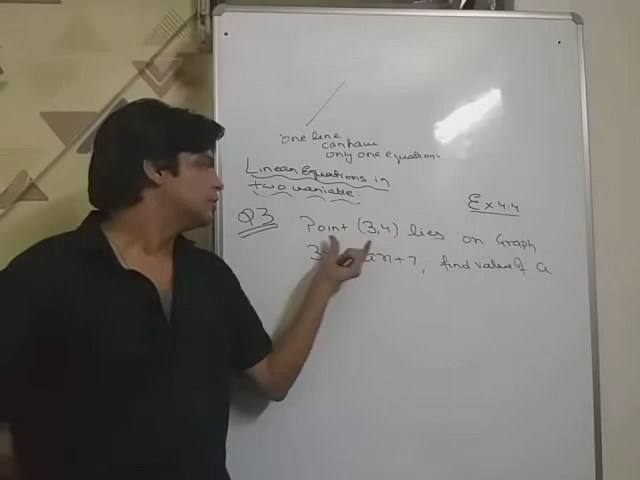 one line
can have
only one equation.
Linear Equations in
two variable.
Ex 4.4
Q3 Point (3,4) lies on Graph
3 ax+7, find value of a